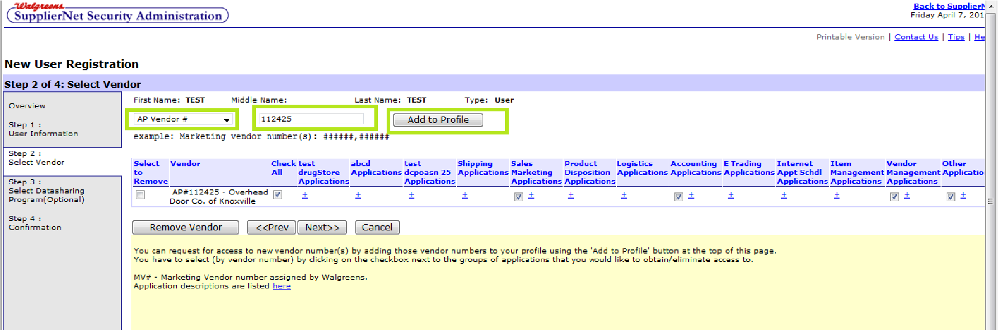 Walgreens
SupplierNet Security Administration
Back to SupplierN
Friday April 7, 201
Printable Version | Contact Us | Tips | He
New User Registration
Step 2 of 4: Select Vendor
Overview
Step 1 :
User Information
Step 2 :
Select Vendor
Step 3 :
Select Datasharing
Program(Optional)
Step 4 :
Confirmation
First Name: TEST Middle Name: Last Name: TEST Type: User
AP Vendor # 112425 Add to Profile
example: Marketing vendor number(s): ######,######
Select Vendor Check test abcd test Shipping Sales Product Logistics Accounting E Trading Internet Item Vendor Other
to All drugStore Applications dcpoasn 25 Applications Marketing Disposition Applications Applications Applications Appt Schdl Management Management Applicatio
Remove Applications Applications Applications Applications Applications Applications Applications
AP#112425 - Overhead + + + + + + + + + + + + +
Door Co. of Knoxville
Remove Vendor <<Prev Next>> Cancel
You can request for access to new vendor number(s) by adding those vendor numbers to your profile using the 'Add to Profile' button at the top of this page.
You have to select (by vendor number) by clicking on the checkbox next to the groups of applications that you would like to obtain/eliminate access to.
MV# - Marketing Vendor number assigned by Walgreens.
Application descriptions are listed here